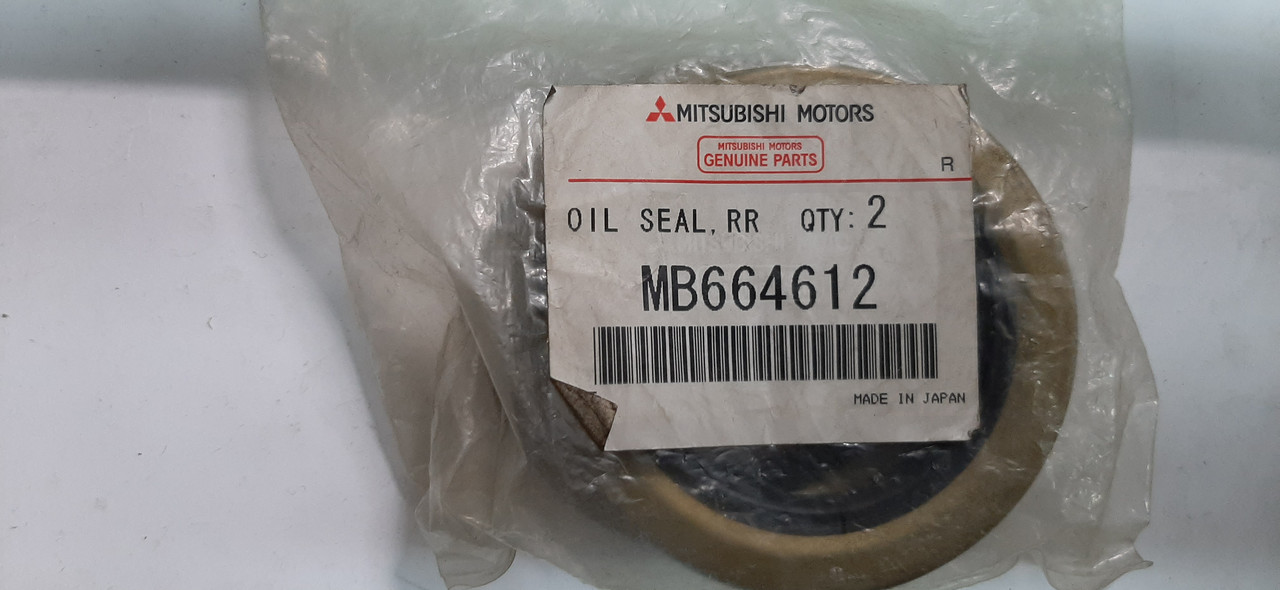 MITSUBISHI MOTORS
MITSUBISHI MOTORS
GENUINE PARTS
R
OIL SEAL,RR QTY: 2
MB664612
MADE IN JAPAN